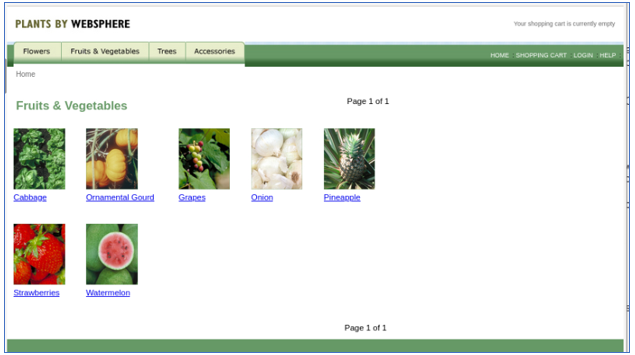 PLANTS BY WEBSPHERE
Your shopping cart is currently empty
Flowers Fruits & Vegetables Trees Accessories
HOME SHOPPING CART LOGIN HELP
Home
Fruits & Vegetables
Page 1 of 1
Cabbage Ornamental Gourd Grapes Onion Pineapple
Strawberries Watermelon
Page 1 of 1